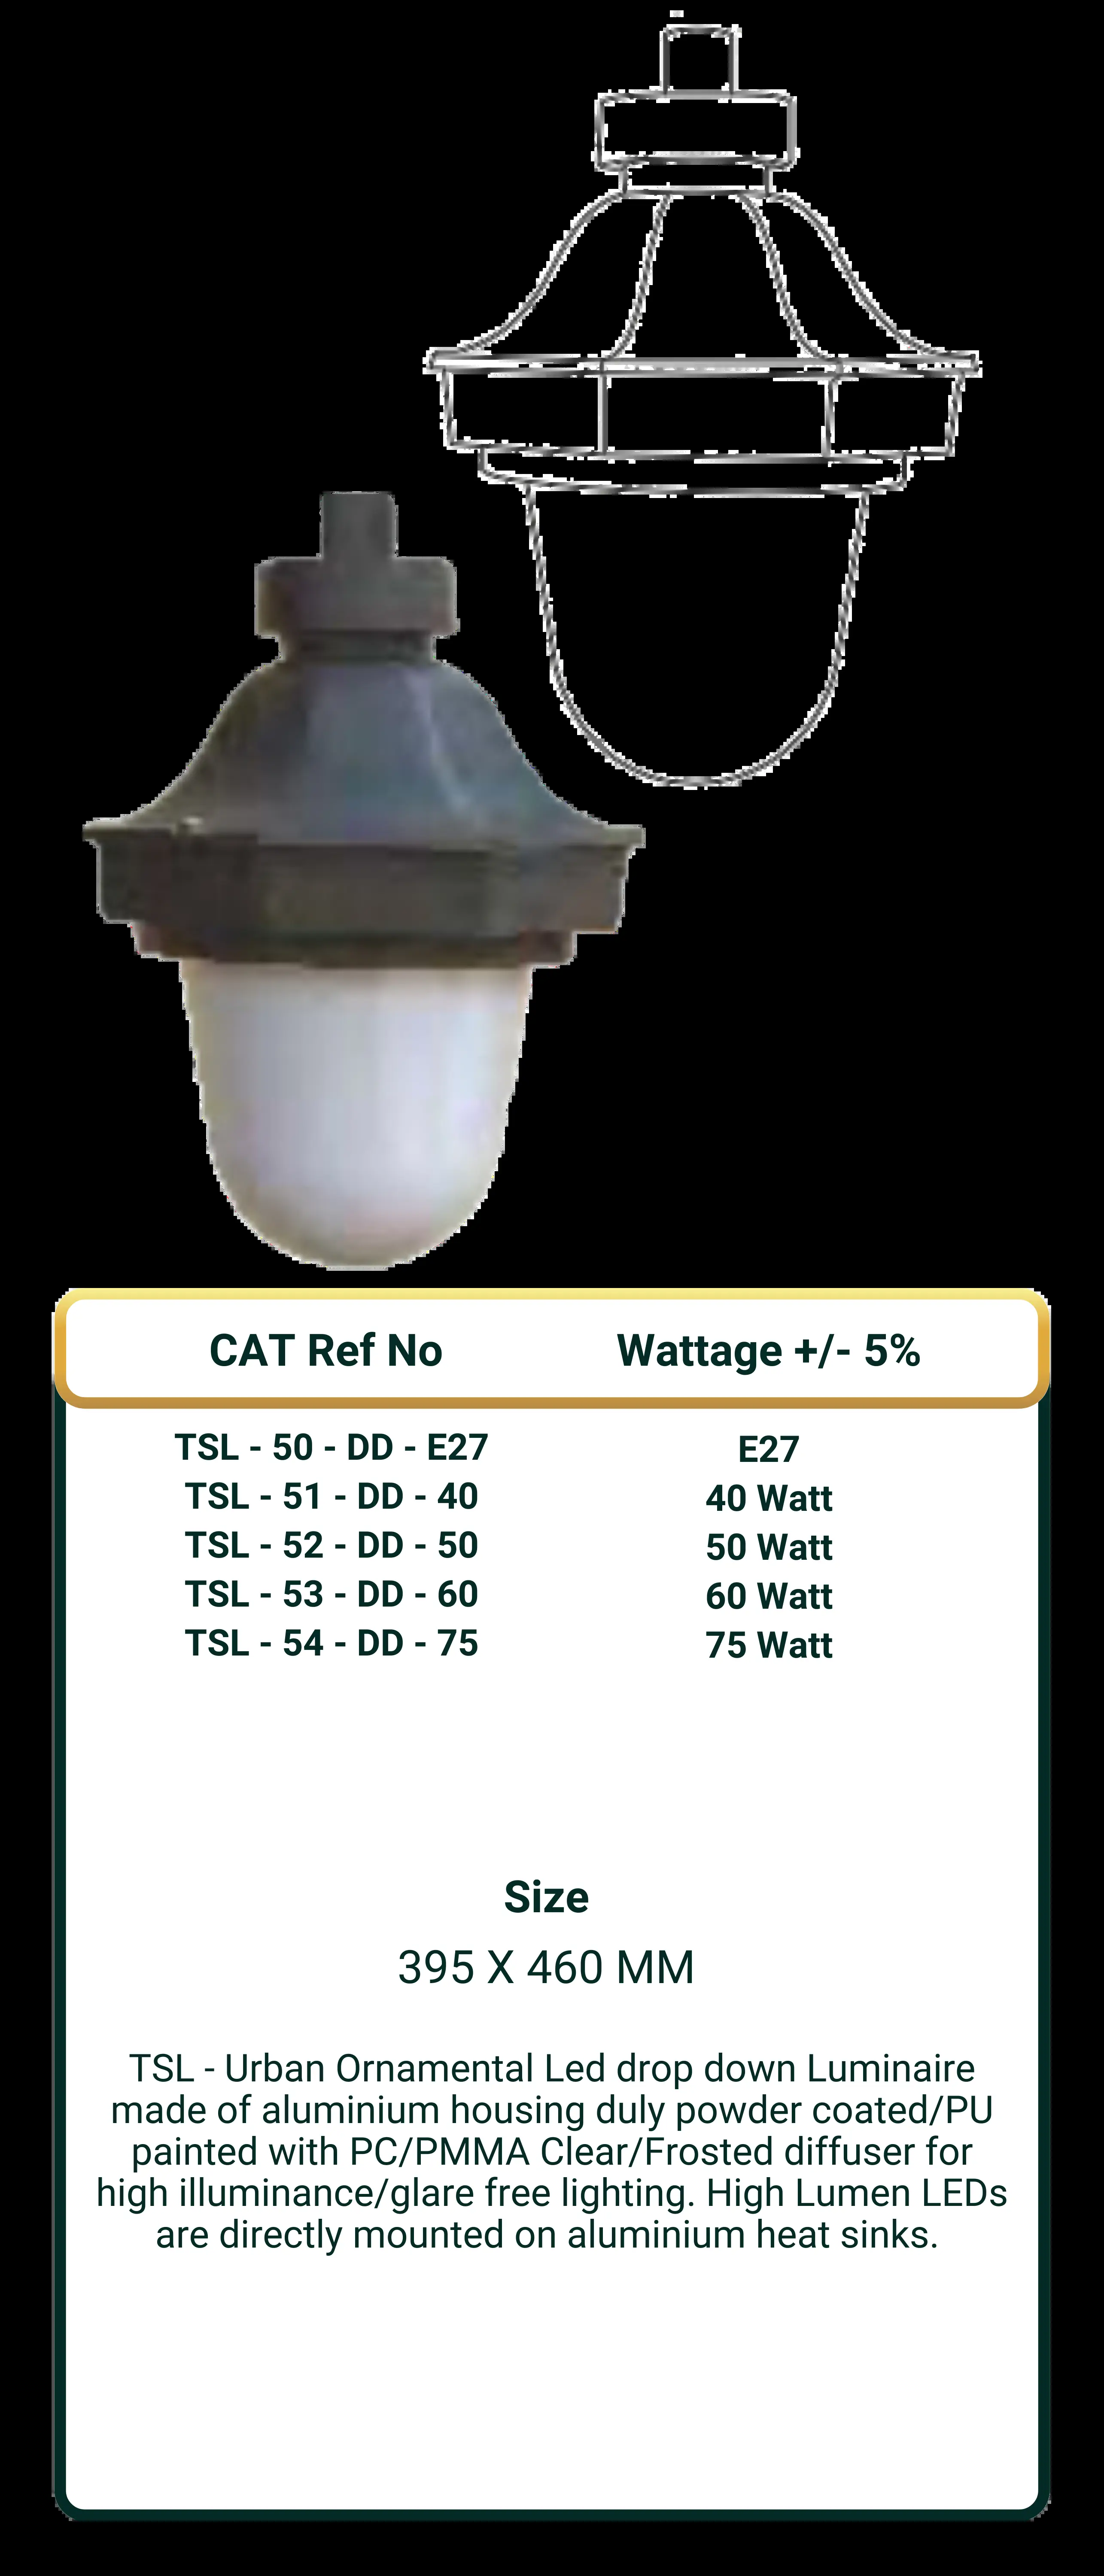 CAT Ref No Wattage +/- 5%
TSL - 50 - DD - E27 E27
TSL - 51 - DD - 40 40 Watt
TSL - 52 - DD - 50 50 Watt
TSL - 53 - DD - 60 60 Watt
TSL - 54 - DD - 75 75 Watt
Size
395 X 460 MM
TSL - Urban Ornamental Led drop down Luminaire
made of aluminium housing duly powder coated/PU
painted with PC/PMMA Clear/Frosted diffuser for
high illuminance/glare free lighting. High Lumen LEDs
are directly mounted on aluminium heat sinks.